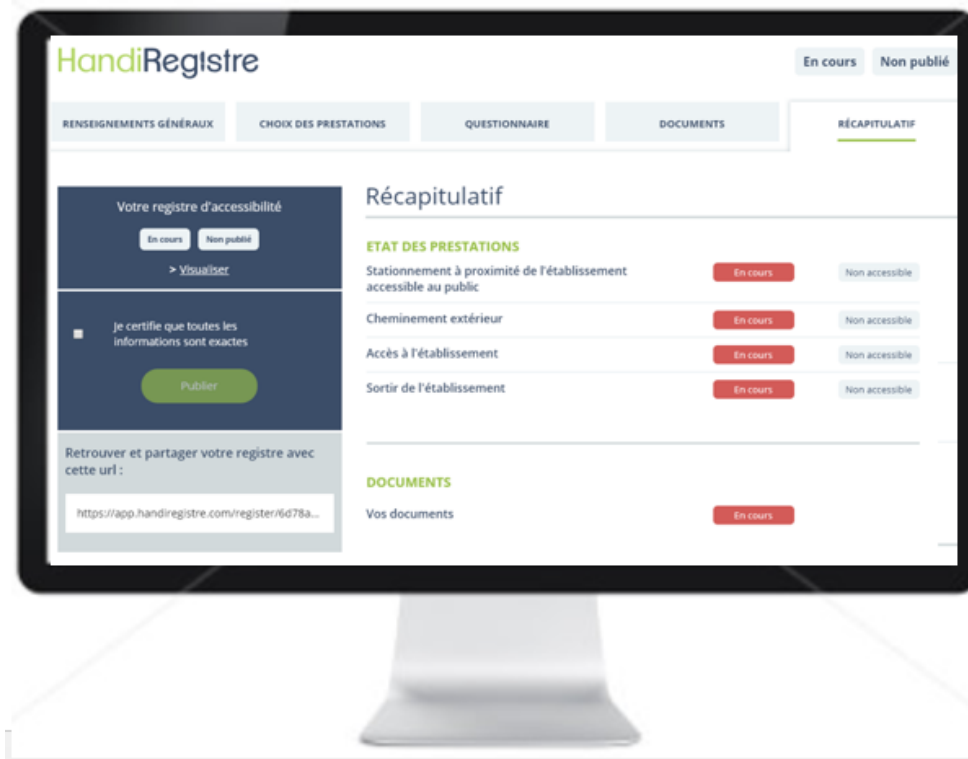 HandiRegistre
En cours Non publié
RENSEIGNEMENTS GÉNÉRAUX CHOIX DES PRESTATIONS QUESTIONNAIRE DOCUMENTS RÉCAPITULATIF
Votre registre d'accessibilité
En cours Non publié
> Visualiser
Je certifie que toutes les
informations sont exactes
Publier
Retrouver et partager votre registre avec
cette url :
https://app.handiregistre.com/register/6d78a...
Récapitulatif
ETAT DES PRESTATIONS
Stationnement à proximité de l'établissement
accessible au public
En cours Non accessible
Cheminement extérieur En cours Non accessible
Accès à l'établissement En cours Non accessible
Sortir de l'établissement En cours Non accessible
DOCUMENTS
Vos documents En cours